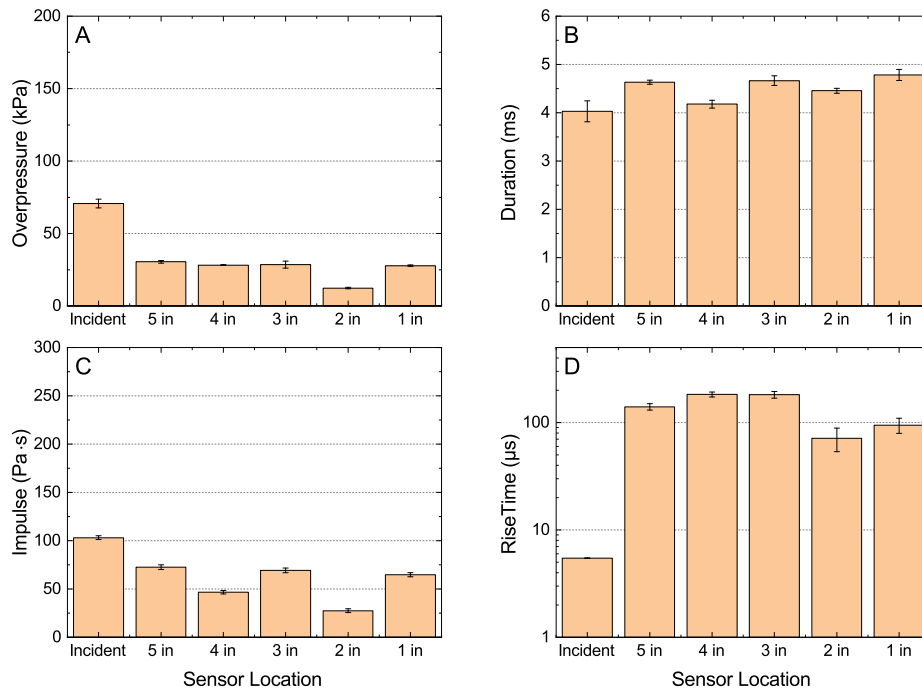 A
Overpressure (kPa)
200
150
100
50
0
Incident 5 in 4 in 3 in 2 in 1 in
B
Duration (ms)
6
5
4
3
2
1
0
Incident 5 in 4 in 3 in 2 in 1 in
C
Impulse (Pa·s)
300
250
200
150
100
50
0
Incident 5 in 4 in 3 in 2 in 1 in
Sensor Location
D
RiseTime (µs)
100
10
1
Incident 5 in 4 in 3 in 2 in 1 in
Sensor Location